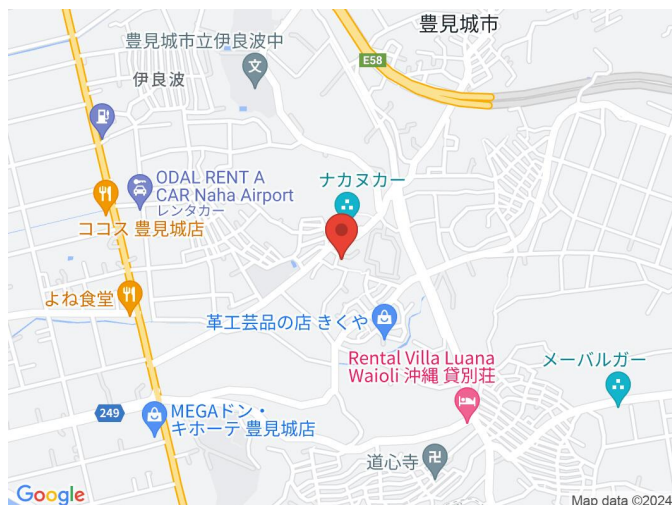 豊見城市
豊見城市立伊良波中
文
伊良波
E58
ODAL RENT A
CAR Naha Airport
レンタカー
ナカヌカー
ココス 豊見城店
よね食堂
革工芸品の店 きくや
Rental Villa Luana
Waioli 沖縄 貸別荘
メーバルガー
249
MEGAドン・
キホーテ 豊見城店
道心寺
卍
Google
Map data ©2024